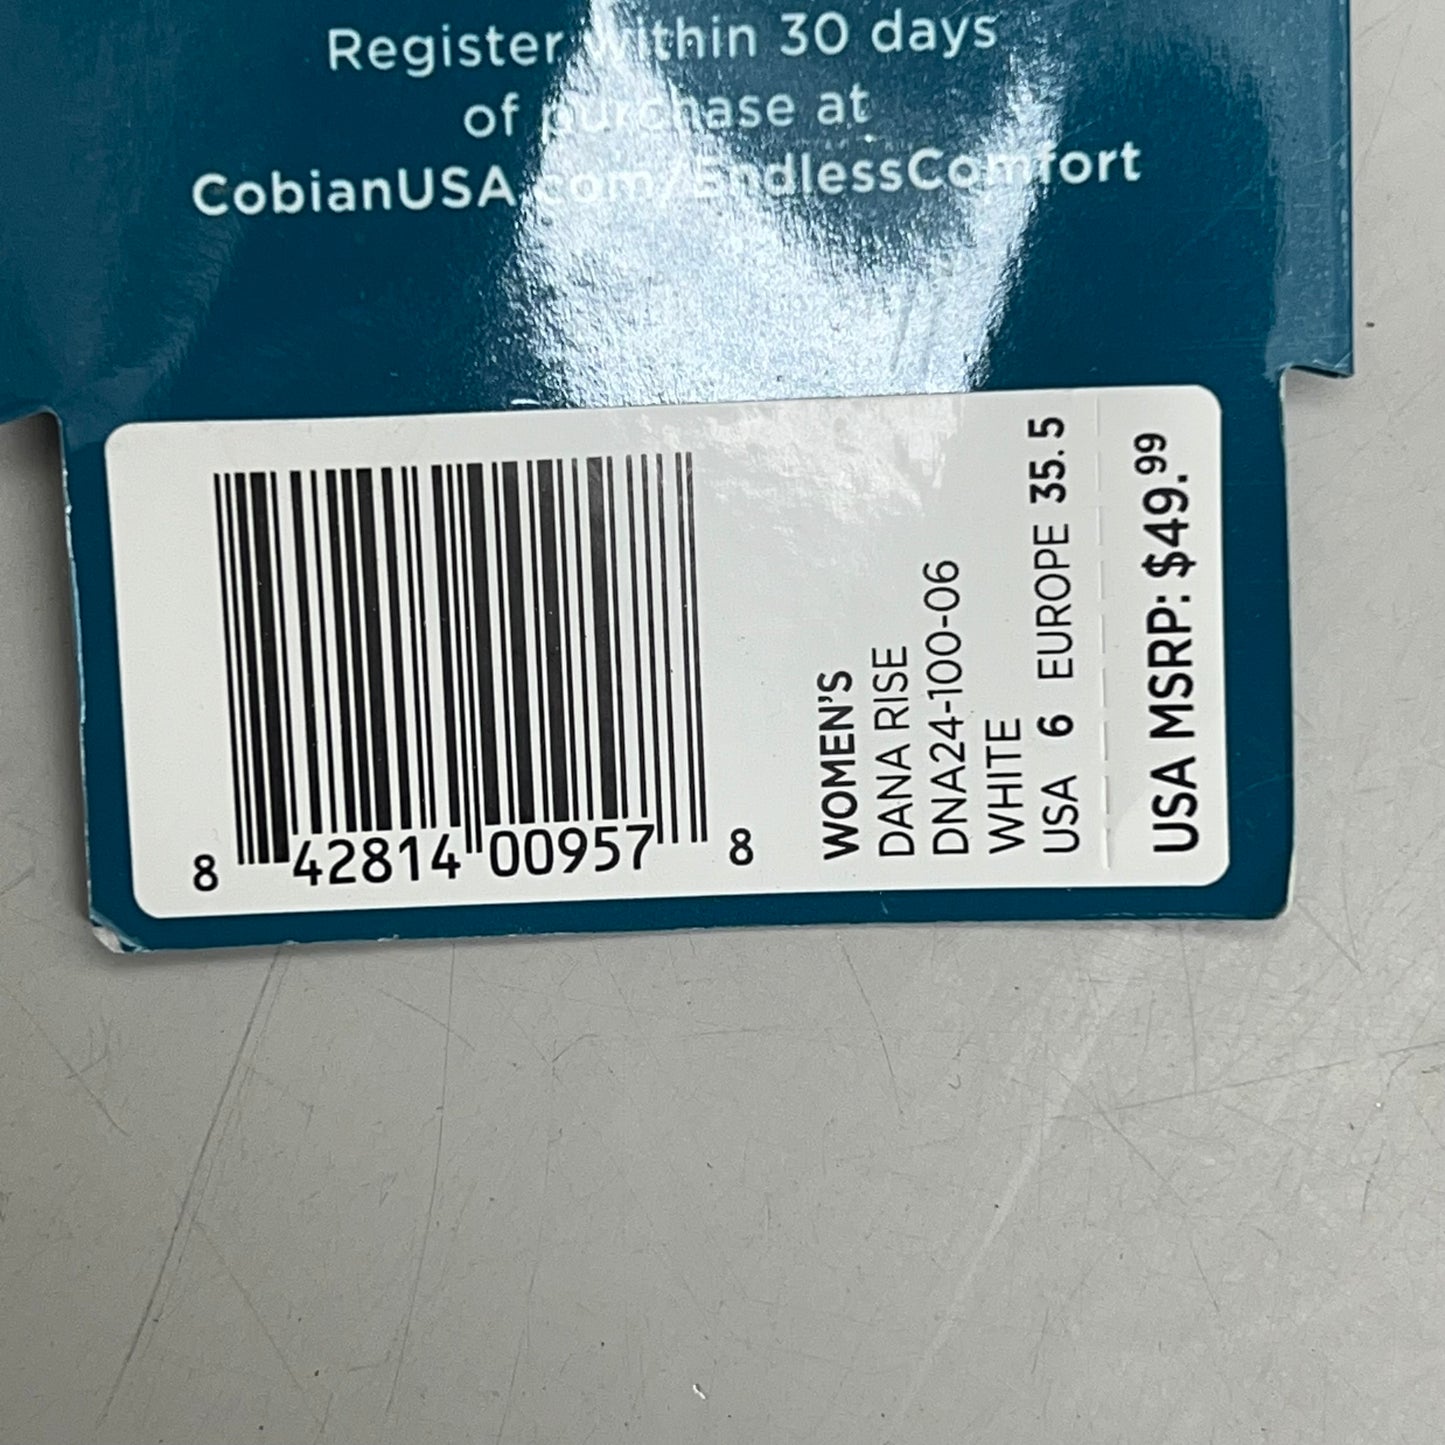 Register within 30 days
of purchase at
CobianUSA.com/EndlessComfort
8 42814 00957 8
WOMEN'S
DANA RISE
DNA24-100-06
WHITE
USA 6 EUROPE 35.5
USA MSRP: $49.99